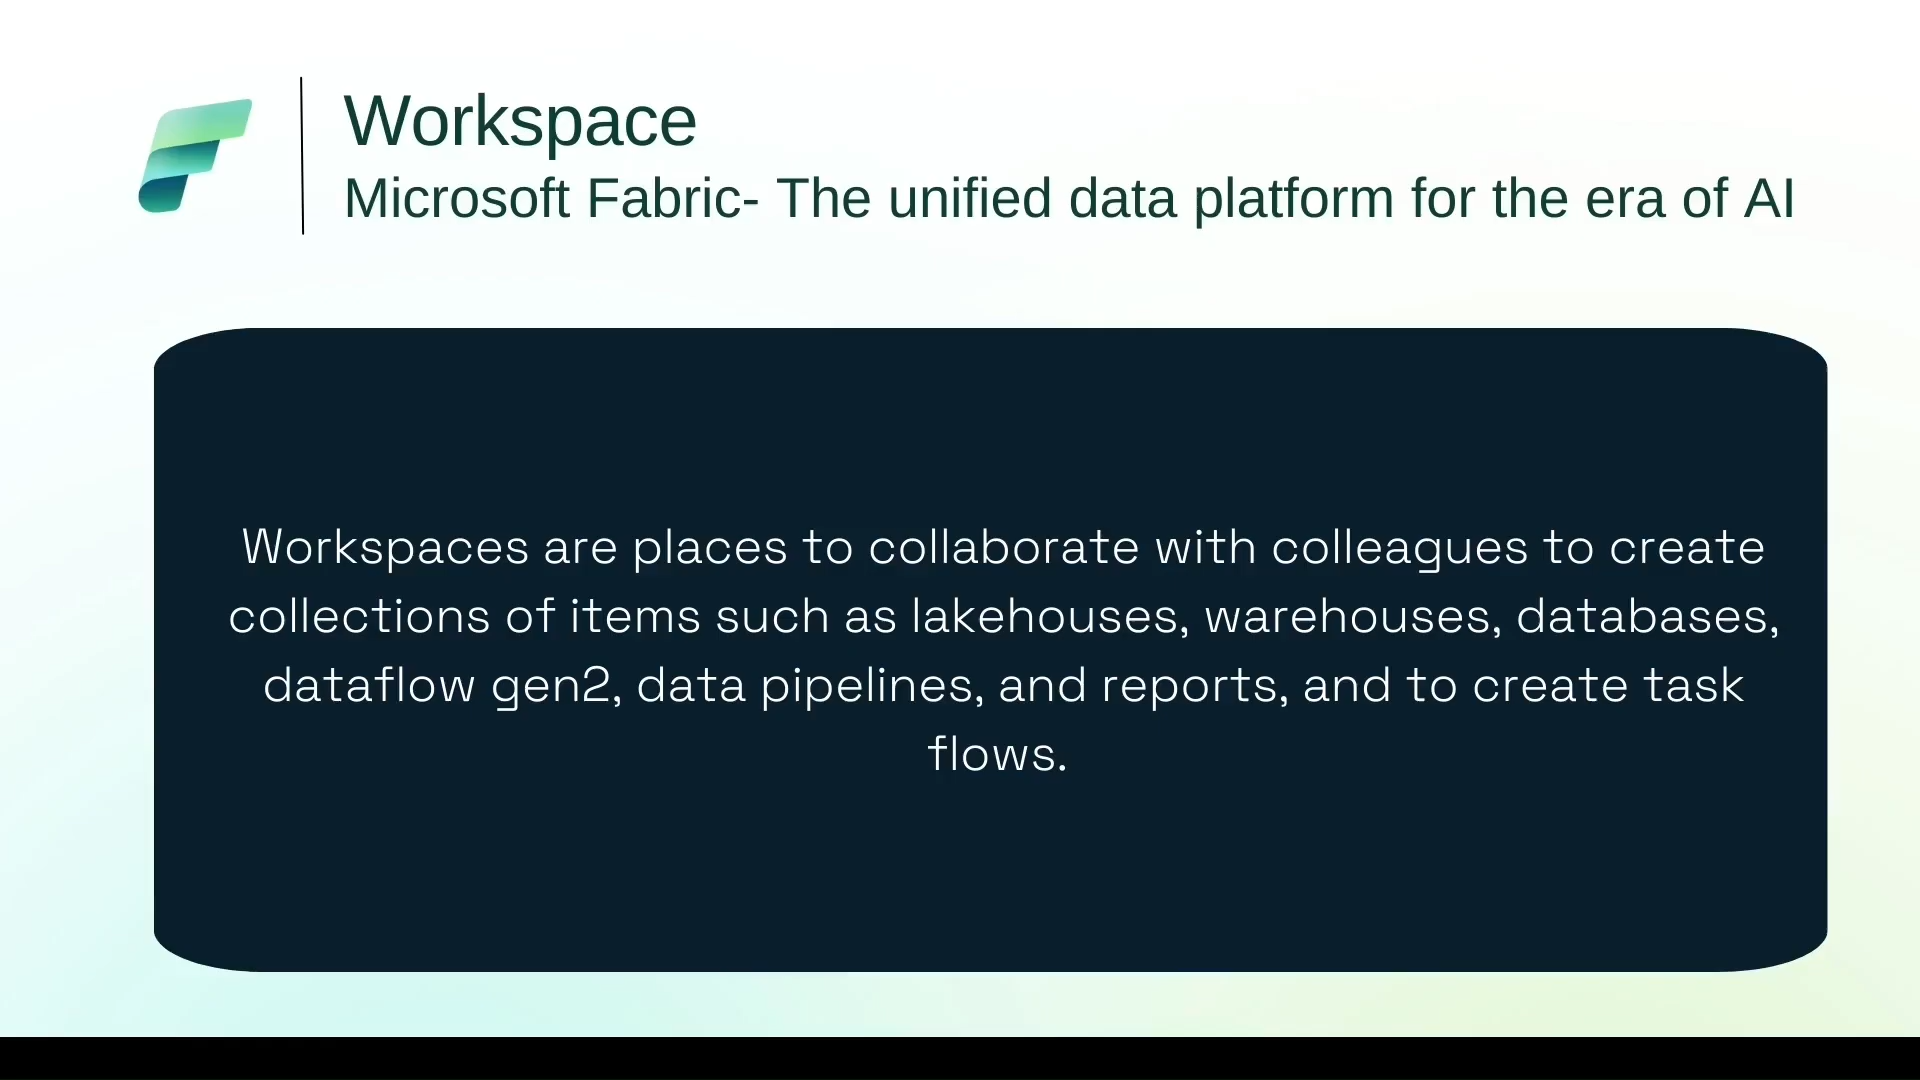 Workspace
Microsoft Fabric- The unified data platform for the era of AI
Workspaces are places to collaborate with colleagues to create
collections of items such as lakehouses, warehouses, databases,
dataflow gen2, data pipelines, and reports, and to create task
flows.